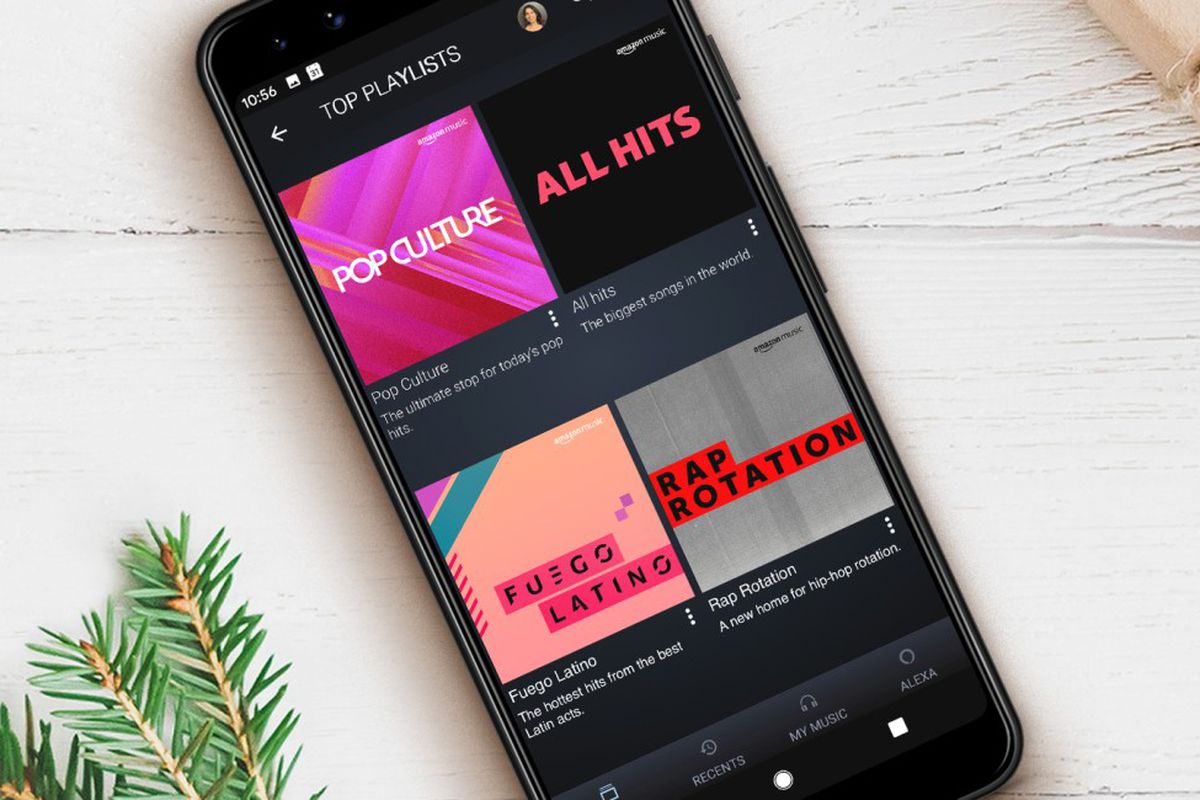 10:56
31
TOP PLAYLISTS
amazon music
POP CULTURE
amazon music
ALL HITS
Pop Culture
The ultimate stop for today's pop
hits.
All hits
The biggest songs in the world.
amazon music
FUEGO
LATINO
amazon music
RAP
ROTATION
Fuego Latino
The hottest hits from the best
Latin acts.
Rap Rotation
A new home for hip-hop rotation.
RECENTS
MY MUSIC
ALEXA